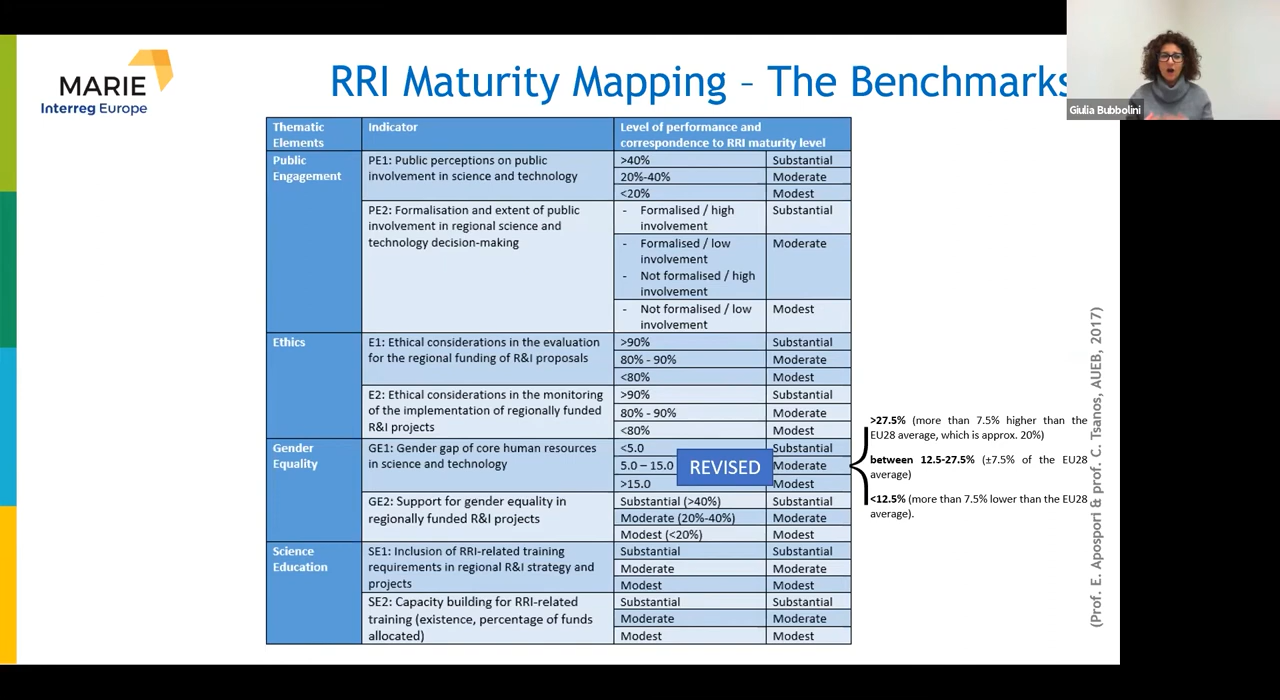 MARIE
Interreg Europe
RRI Maturity Mapping – The Benchmarks
Giulia Bubbolini
Thematic
Elements
Indicator
Level of performance and
correspondence to RRI maturity level
Public
Engagement
PE1: Public perceptions on public
involvement in science and technology
>40%
Substantial
20%-40%
Moderate
<20%
Modest
PE2: Formalisation and extent of public
involvement in regional science and
technology decision-making
- Formalised / high
involvement
Substantial
- Formalised / low
involvement
- Not formalised / high
involvement
Moderate
- Not formalised / low
involvement
Modest
Ethics
E1: Ethical considerations in the evaluation
for the regional funding of R&I proposals
>90%
Substantial
80% - 90%
Moderate
<80%
Modest
E2: Ethical considerations in the monitoring
of the implementation of regionally funded
R&I projects
>90%
Substantial
80% - 90%
Moderate
<80%
Modest
Gender
Equality
GE1: Gender gap of core human resources
in science and technology
<5.0
Substantial
5.0 – 15.0
Moderate
>15.0
Modest
REVISED
GE2: Support for gender equality in
regionally funded R&I projects
Substantial (>40%)
Substantial
Moderate (20%-40%)
Moderate
Modest (<20%)
Modest
Science
Education
SE1: Inclusion of RRI-related training
requirements in regional R&I strategy and
projects
Substantial
Substantial
Moderate
Moderate
Modest
Modest
SE2: Capacity building for RRI-related
training (existence, percentage of funds
allocated)
Substantial
Substantial
Moderate
Moderate
Modest
Modest
>27.5% (more than 7.5% higher than the
EU28 average, which is approx. 20%)
between 12.5-27.5% (±7.5% of the EU28
average)
<12.5% (more than 7.5% lower than the EU28
average).
(Prof. E. Apospori & prof. C. Tsanos, AUEB, 2017)